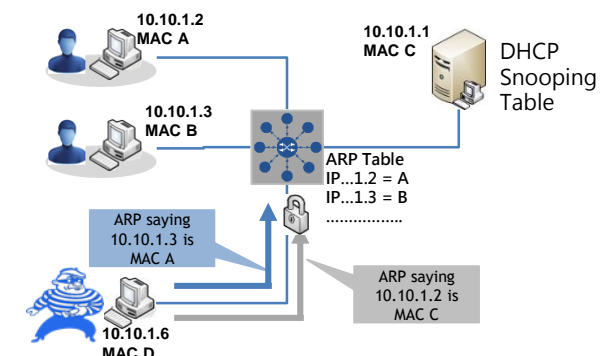 10.10.1.2
MAC A
10.10.1.1
MAC C
DHCP
Snooping
Table
10.10.1.3
MAC B
ARP Table
IP...1.2 = A
IP...1.3 = B
.................
ARP saying
10.10.1.3 is
MAC A
ARP saying
10.10.1.2 is
MAC C
10.10.1.6
MAC D